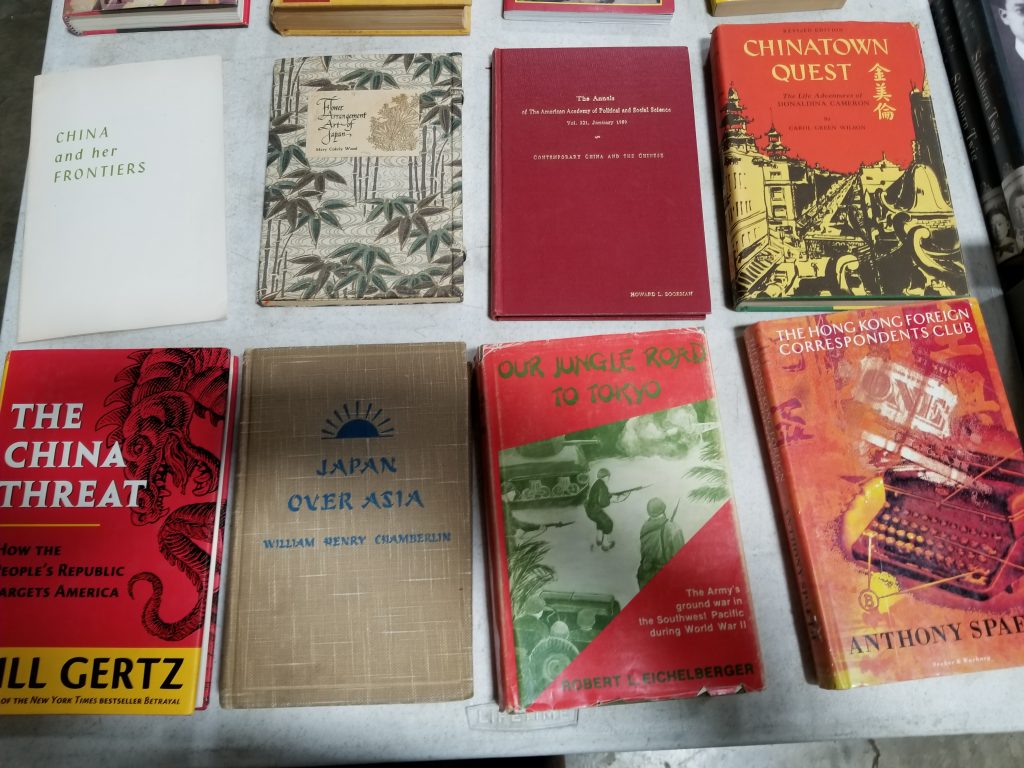 CHINA
and her
FRONTIERS
Flower
Arrangement
Art of
Japan
Mary Cokely Wood
The Annals
of The American Academy of Political and Social Science
Vol. 321, January 1959
CONTEMPORARY CHINA AND THE CHINESE
HOWARD L. BOORMAN
REVISED EDITION
CHINATOWN
QUEST
金美倫
The Life Adventures of
DONALDINA CAMERON
By
CAROL GREEN WILSON
THE
CHINA
THREAT
HOW THE
PEOPLE'S REPUBLIC
TARGETS AMERICA
ILL GERTZ
OF THE NEW YORK TIMES BESTSELLER BETRAYAL
JAPAN
OVER ASIA
WILLIAM HENRY CHAMBERLIN
OUR JUNGLE ROAD
TO TOKYO
The Army's
ground war in
the Southwest Pacific
during World War II
ROBERT L. EICHELBERGER
THE HONG KONG FOREIGN
CORRESPONDENTS CLUB
ONE
B
ANTHONY SPA
Secker & Warburg
LIFETIME